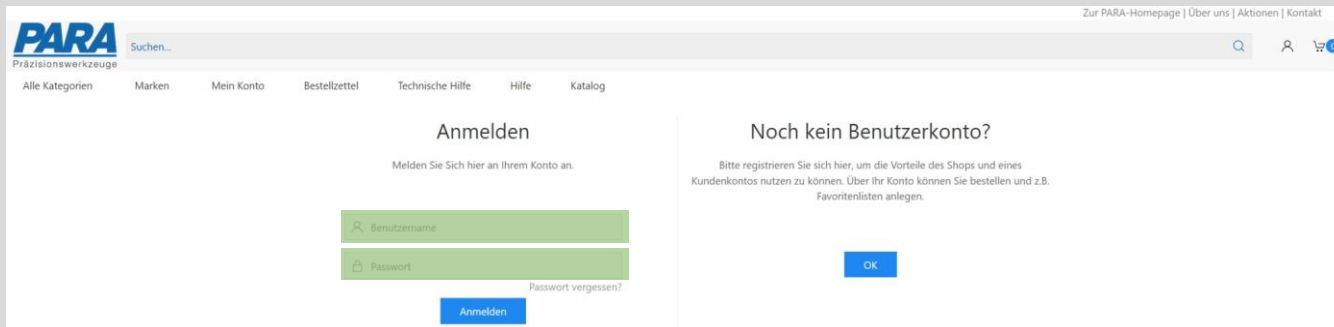 Zur PARA-Homepage | Über uns | Aktionen | Kontakt
PARA
Präzisionswerkzeuge
Suchen...
Alle Kategorien Marken Mein Konto Bestellzettel Technische Hilfe Hilfe Katalog
Anmelden
Melden Sie Sich hier an Ihrem Konto an.
Benutzername
Passwort
Passwort vergessen?
Anmelden
Noch kein Benutzerkonto?
Bitte registrieren Sie sich hier, um die Vorteile des Shops und eines
Kundenkontos nutzen zu können. Über Ihr Konto können Sie bestellen und z.B.
Favoritenlisten anlegen.
OK